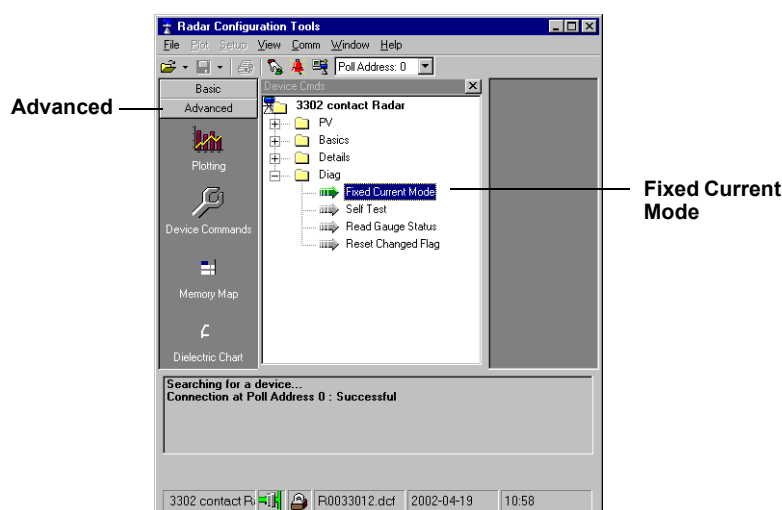 Radar Configuration Tools
File Plot Setup View Comm Window Help
Poll Address: 0
Basic
Advanced
Plotting
Device Commands
Memory Map
Dielectric Chart
Device Cmds
3302 contact Radar
PV
Basics
Details
Diag
Fixed Current Mode
Self Test
Read Gauge Status
Reset Changed Flag
Advanced
Fixed Current
Mode
Searching for a device...
Connection at Poll Address 0 : Successful
3302 contact R R0033012.dcf 2002-04-19 10:58